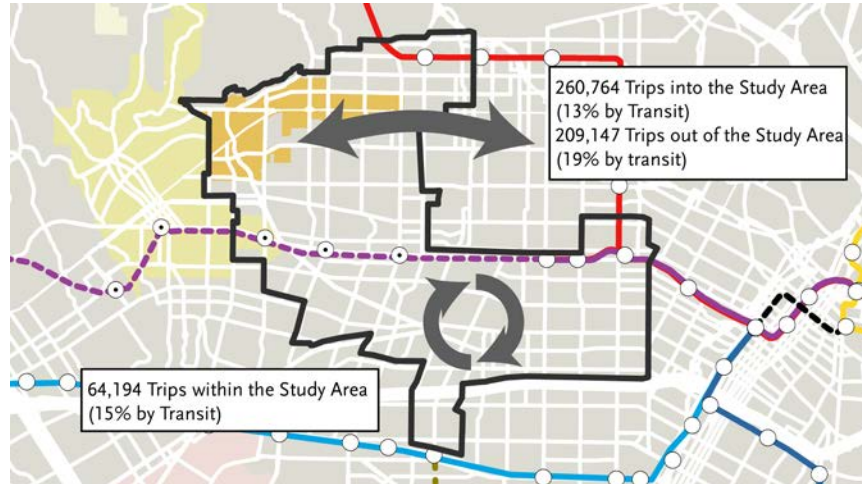 260,764 Trips into the Study Area
(13% by Transit)
209,147 Trips out of the Study Area
(19% by transit)
64,194 Trips within the Study Area
(15% by Transit)